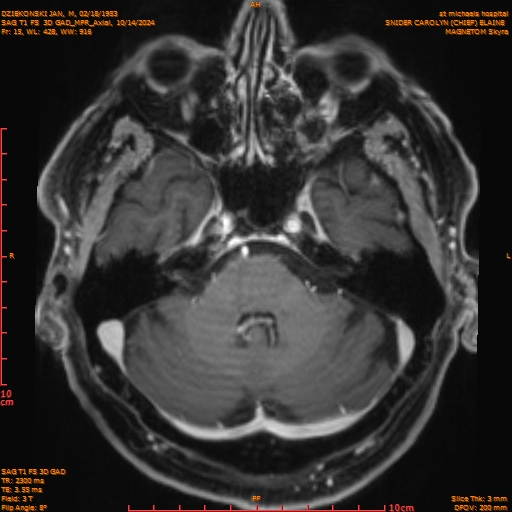 DZIEKONSKI JAN, M, 02/18/1953
SAG T1 FS 3D GAD_MPR_Axial, 10/14/2024
Fr: 15, WL: 428, WW: 916
AH
st michaels hospital
SNIDER CAROLYN (CHIEF) ELAINE
MAGNETOM Skyra
R
L
10
cm
SAG T1 FS 3D GAD
TR: 2300 ms
TE: 3.55 ms
Field: 3 T
Flip Angle: 8°
PF
10cm
Slice Thk: 3 mm
DFOV: 200 mm